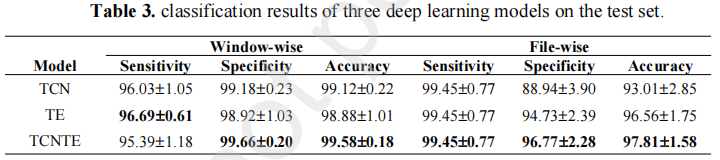 Table 3. classification results of three deep learning models on the test set.
Window-wise File-wise
Model Sensitivity Specificity Accuracy Sensitivity Specificity Accuracy
TCN 96.03±1.05 99.18±0.23 99.12±0.22 99.45±0.77 88.94±3.90 93.01±2.85
TE 96.69±0.61 98.92±1.03 98.88±1.01 99.45±0.77 94.73±2.39 96.56±1.75
TCNTE 95.39±1.18 99.66±0.20 99.58±0.18 99.45±0.77 96.77±2.28 97.81±1.58